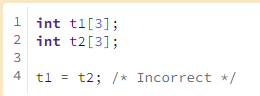 1 int t1[3];
2 int t2[3];
3
4 t1 = t2; /* Incorrect */